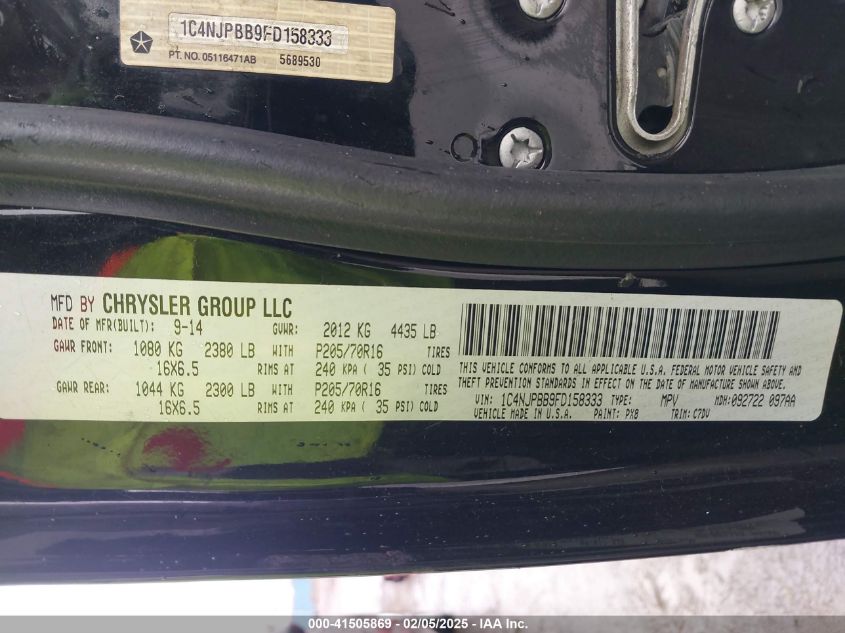 1C4NJPBB9FD158333
PT. NO. 05116471AB 5689530
MFD BY CHRYSLER GROUP LLC
DATE OF MFR(BUILT): 9-14 GVWR: 2012 KG 4435 LB
GAWR FRONT: 1080 KG 2380 LB WITH P205/70R16 TIRES
16X6.5 RIMS AT 240 KPA ( 35 PSI) COLD
GAWR REAR: 1044 KG 2300 LB WITH P205/70R16 TIRES
16X6.5 RIMS AT 240 KPA ( 35 PSI) COLD
THIS VEHICLE CONFORMS TO ALL APPLICABLE U.S.A. FEDERAL MOTOR VEHICLE SAFETY AND
THEFT PREVENTION STANDARDS IN EFFECT ON THE DATE OF MANUFACTURE SHOWN ABOVE.
VIN: 1C4NJPBB9FD158333 TYPE: MPV MDH: 092722 097AA
VEHICLE MADE IN U.S.A. PAINT: PX8 TRIM: C7DV
000-41505869 - 02/05/2025 - IAA, Inc.